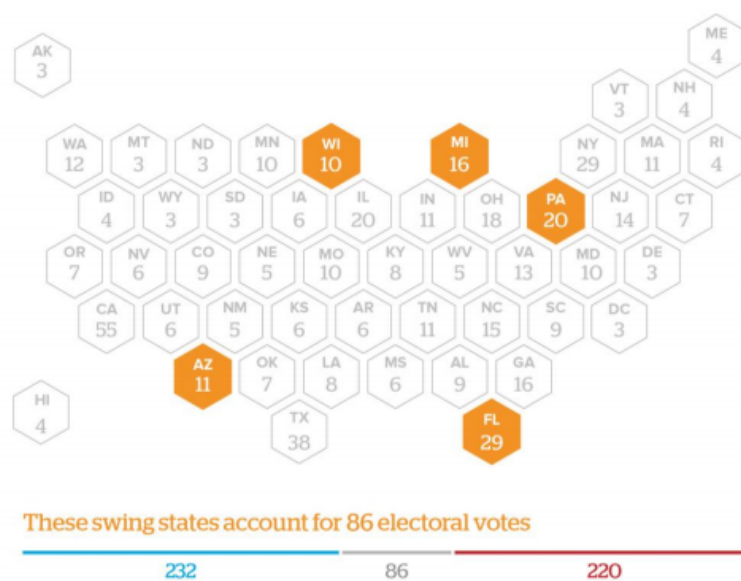 ME
4
AK
3
VT
3
NH
4
WA
12
MT
3
ND
3
MN
10
WI
10
MI
16
NY
29
MA
11
RI
4
ID
4
WY
3
SD
3
IA
6
IL
20
IN
11
OH
18
PA
20
NJ
14
CT
7
OR
7
NV
6
CO
9
NE
5
MO
10
KY
8
WV
5
VA
13
MD
10
DE
3
CA
55
UT
6
NM
5
KS
6
AR
6
TN
11
NC
15
SC
9
DC
3
AZ
11
OK
7
LA
8
MS
6
AL
9
GA
16
HI
4
TX
38
FL
29
These swing states account for 86 electoral votes
232 86 220